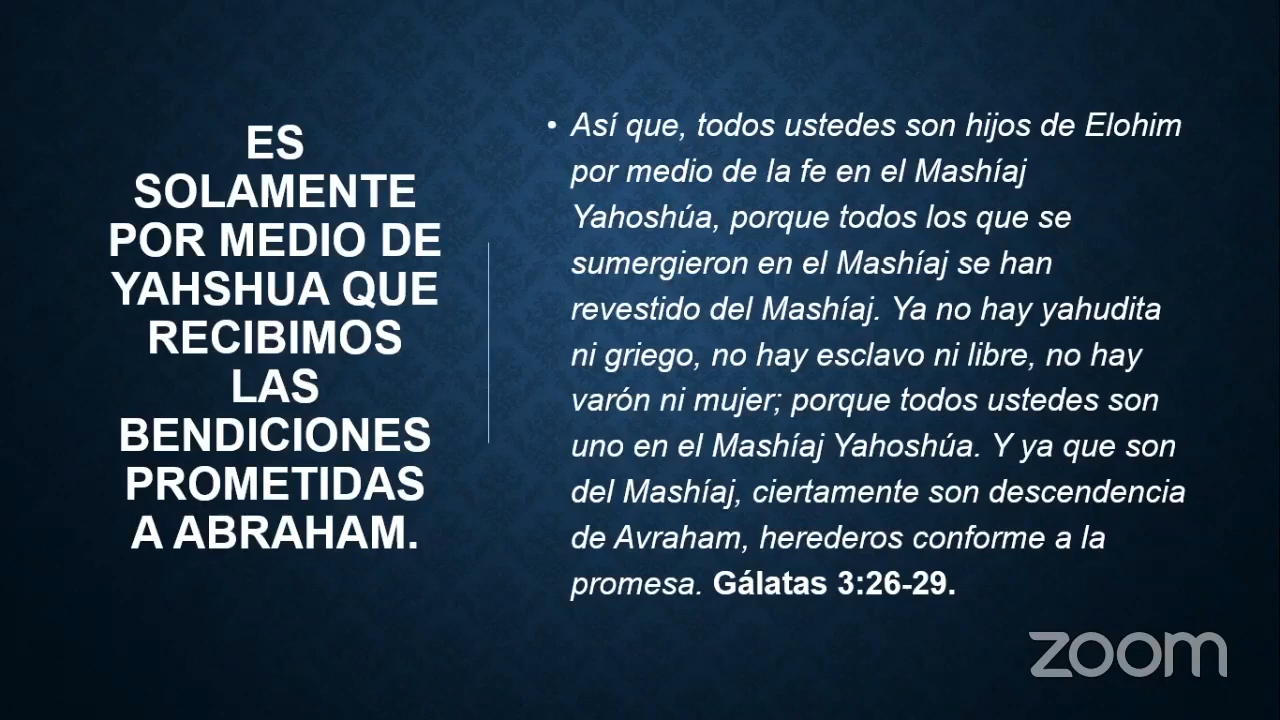 ES
SOLAMENTE
POR MEDIO DE
YAHSHUA QUE
RECIBIMOS
LAS
BENDICIONES
PROMETIDAS
A ABRAHAM.
• Así que, todos ustedes son hijos de Elohim
por medio de la fe en el Mashíaj
Yahoshúa, porque todos los que se
sumergieron en el Mashíaj se han
revestido del Mashíaj. Ya no hay yahudita
ni griego, no hay esclavo ni libre, no hay
varón ni mujer; porque todos ustedes son
uno en el Mashíaj Yahoshúa. Y ya que son
del Mashíaj, ciertamente son descendencia
de Avraham, herederos conforme a la
promesa. Gálatas 3:26-29.
zoom